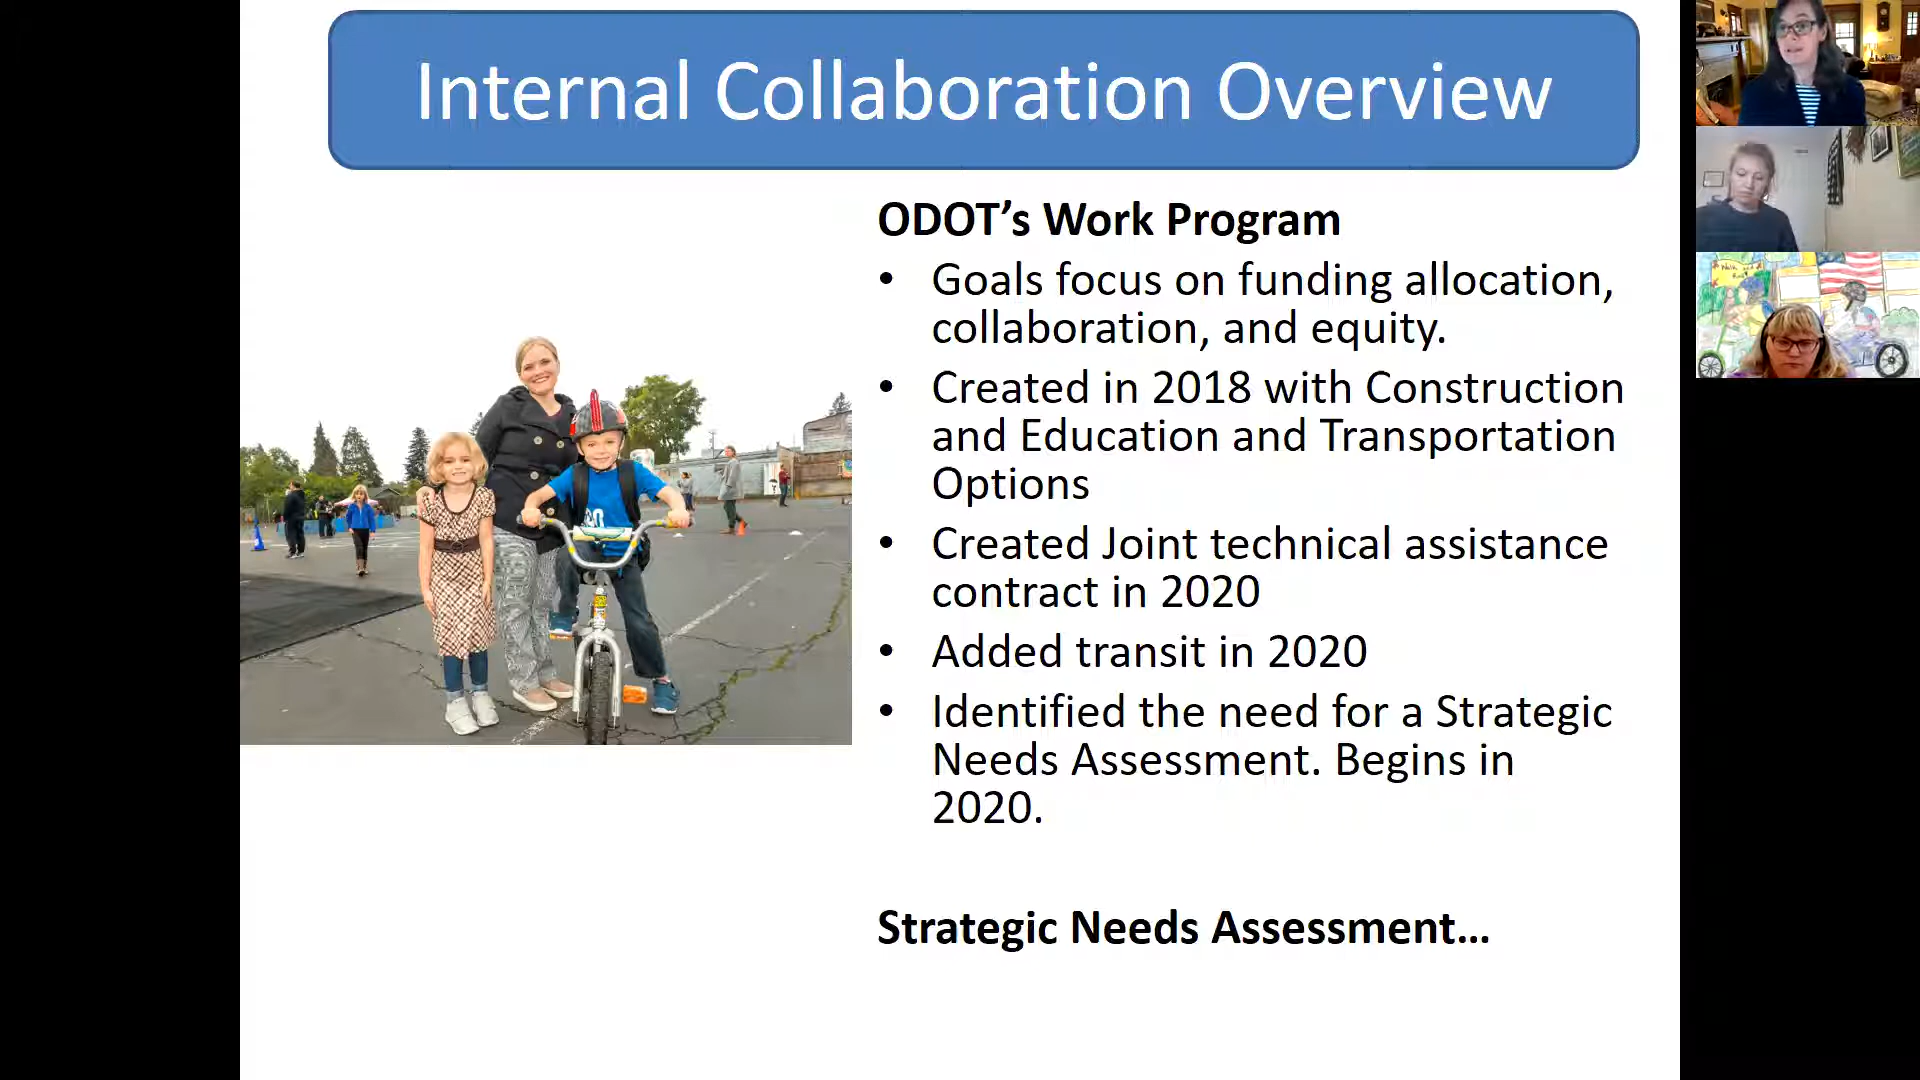 Internal Collaboration Overview
ODOT’s Work Program
• Goals focus on funding allocation,
collaboration, and equity.
• Created in 2018 with Construction
and Education and Transportation
Options
• Created Joint technical assistance
contract in 2020
• Added transit in 2020
• Identified the need for a Strategic
Needs Assessment. Begins in
2020.
Strategic Needs Assessment…